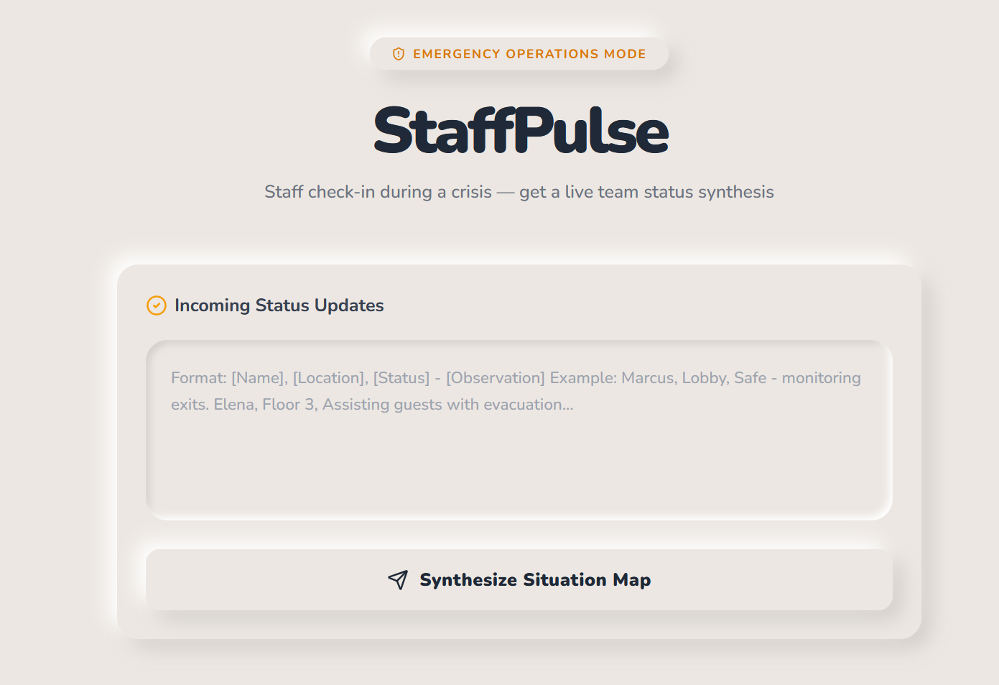 EMERGENCY OPERATIONS MODE
StaffPulse
Staff check-in during a crisis — get a live team status synthesis
Incoming Status Updates
Format: [Name], [Location], [Status] - [Observation] Example: Marcus, Lobby, Safe - monitoring
exits. Elena, Floor 3, Assisting guests with evacuation...
Synthesize Situation Map